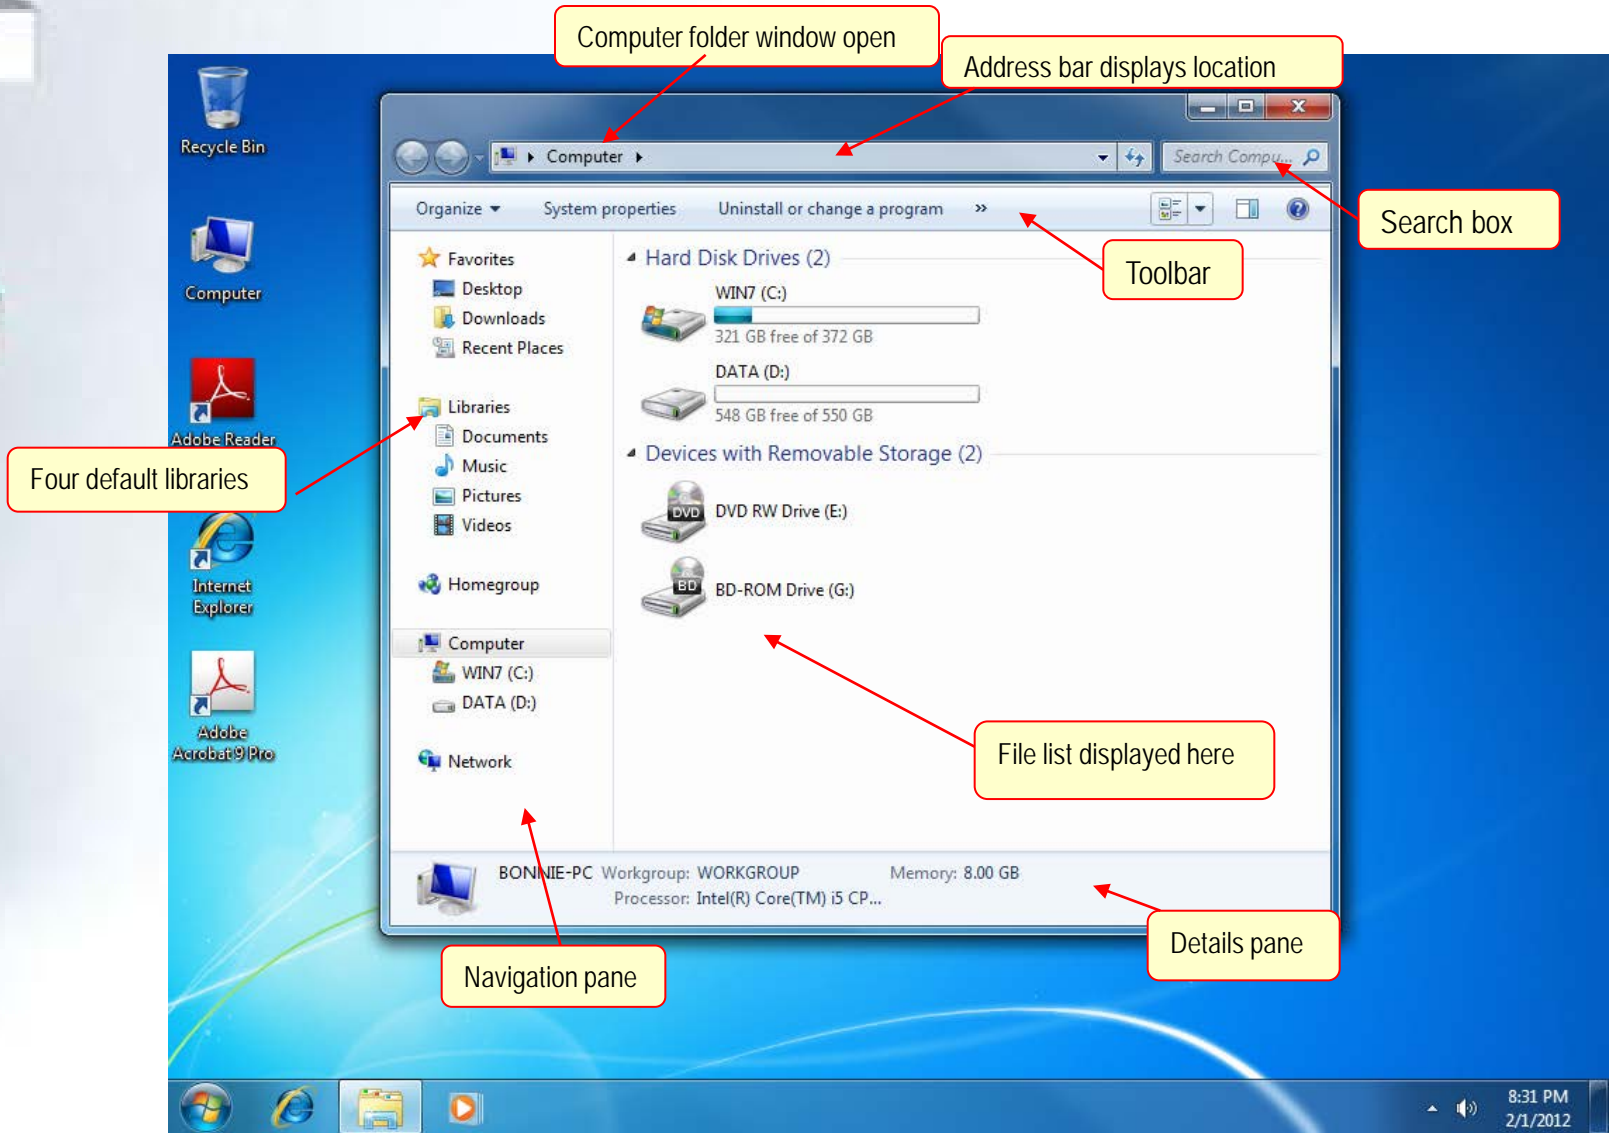 Computer folder window open
Address bar displays location
Recycle Bin
Computer
Search Compu...
Search box
Organize
System properties
Uninstall or change a program
»
Toolbar
Computer
Adobe Reader
Four default libraries
Internet
Explorer
Adobe
Acrobat 9 Pro
Favorites
Desktop
Downloads
Recent Places
Libraries
Documents
Music
Pictures
Videos
Homegroup
Computer
WIN7 (C:)
DATA (D:)
Network
Hard Disk Drives (2)
WIN7 (C:)
321 GB free of 372 GB
DATA (D:)
548 GB free of 550 GB
Devices with Removable Storage (2)
DVD
DVD RW Drive (E:)
BD
BD-ROM Drive (G:)
File list displayed here
BONNIE-PC Workgroup: WORKGROUP Memory: 8.00 GB
Processor: Intel(R) Core(TM) i5 CP...
Details pane
Navigation pane
8:31 PM
2/1/2012